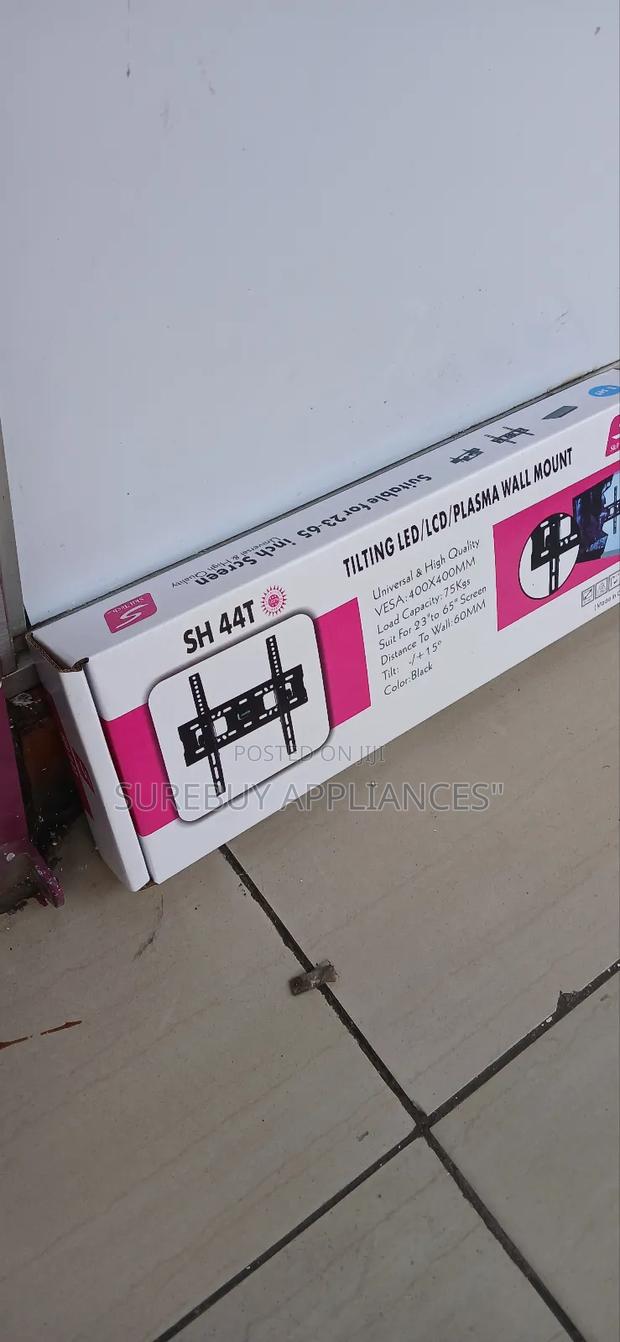 Suitable for 23-65 inch Screen
Universal & High Quality
Skill Tech
SH 44T
TILTING LED/LCD/PLASMA WALL MOUNT
Universal & High Quality
VESA: 400X400MM
Load Capacity: 75Kgs
Suit For 23"to 65" Screen
Distance To Wall: 60MM
Tilt: -/+15°
Color: Black
POSTED ON JIJI
SUREBUY APPLIANCES"